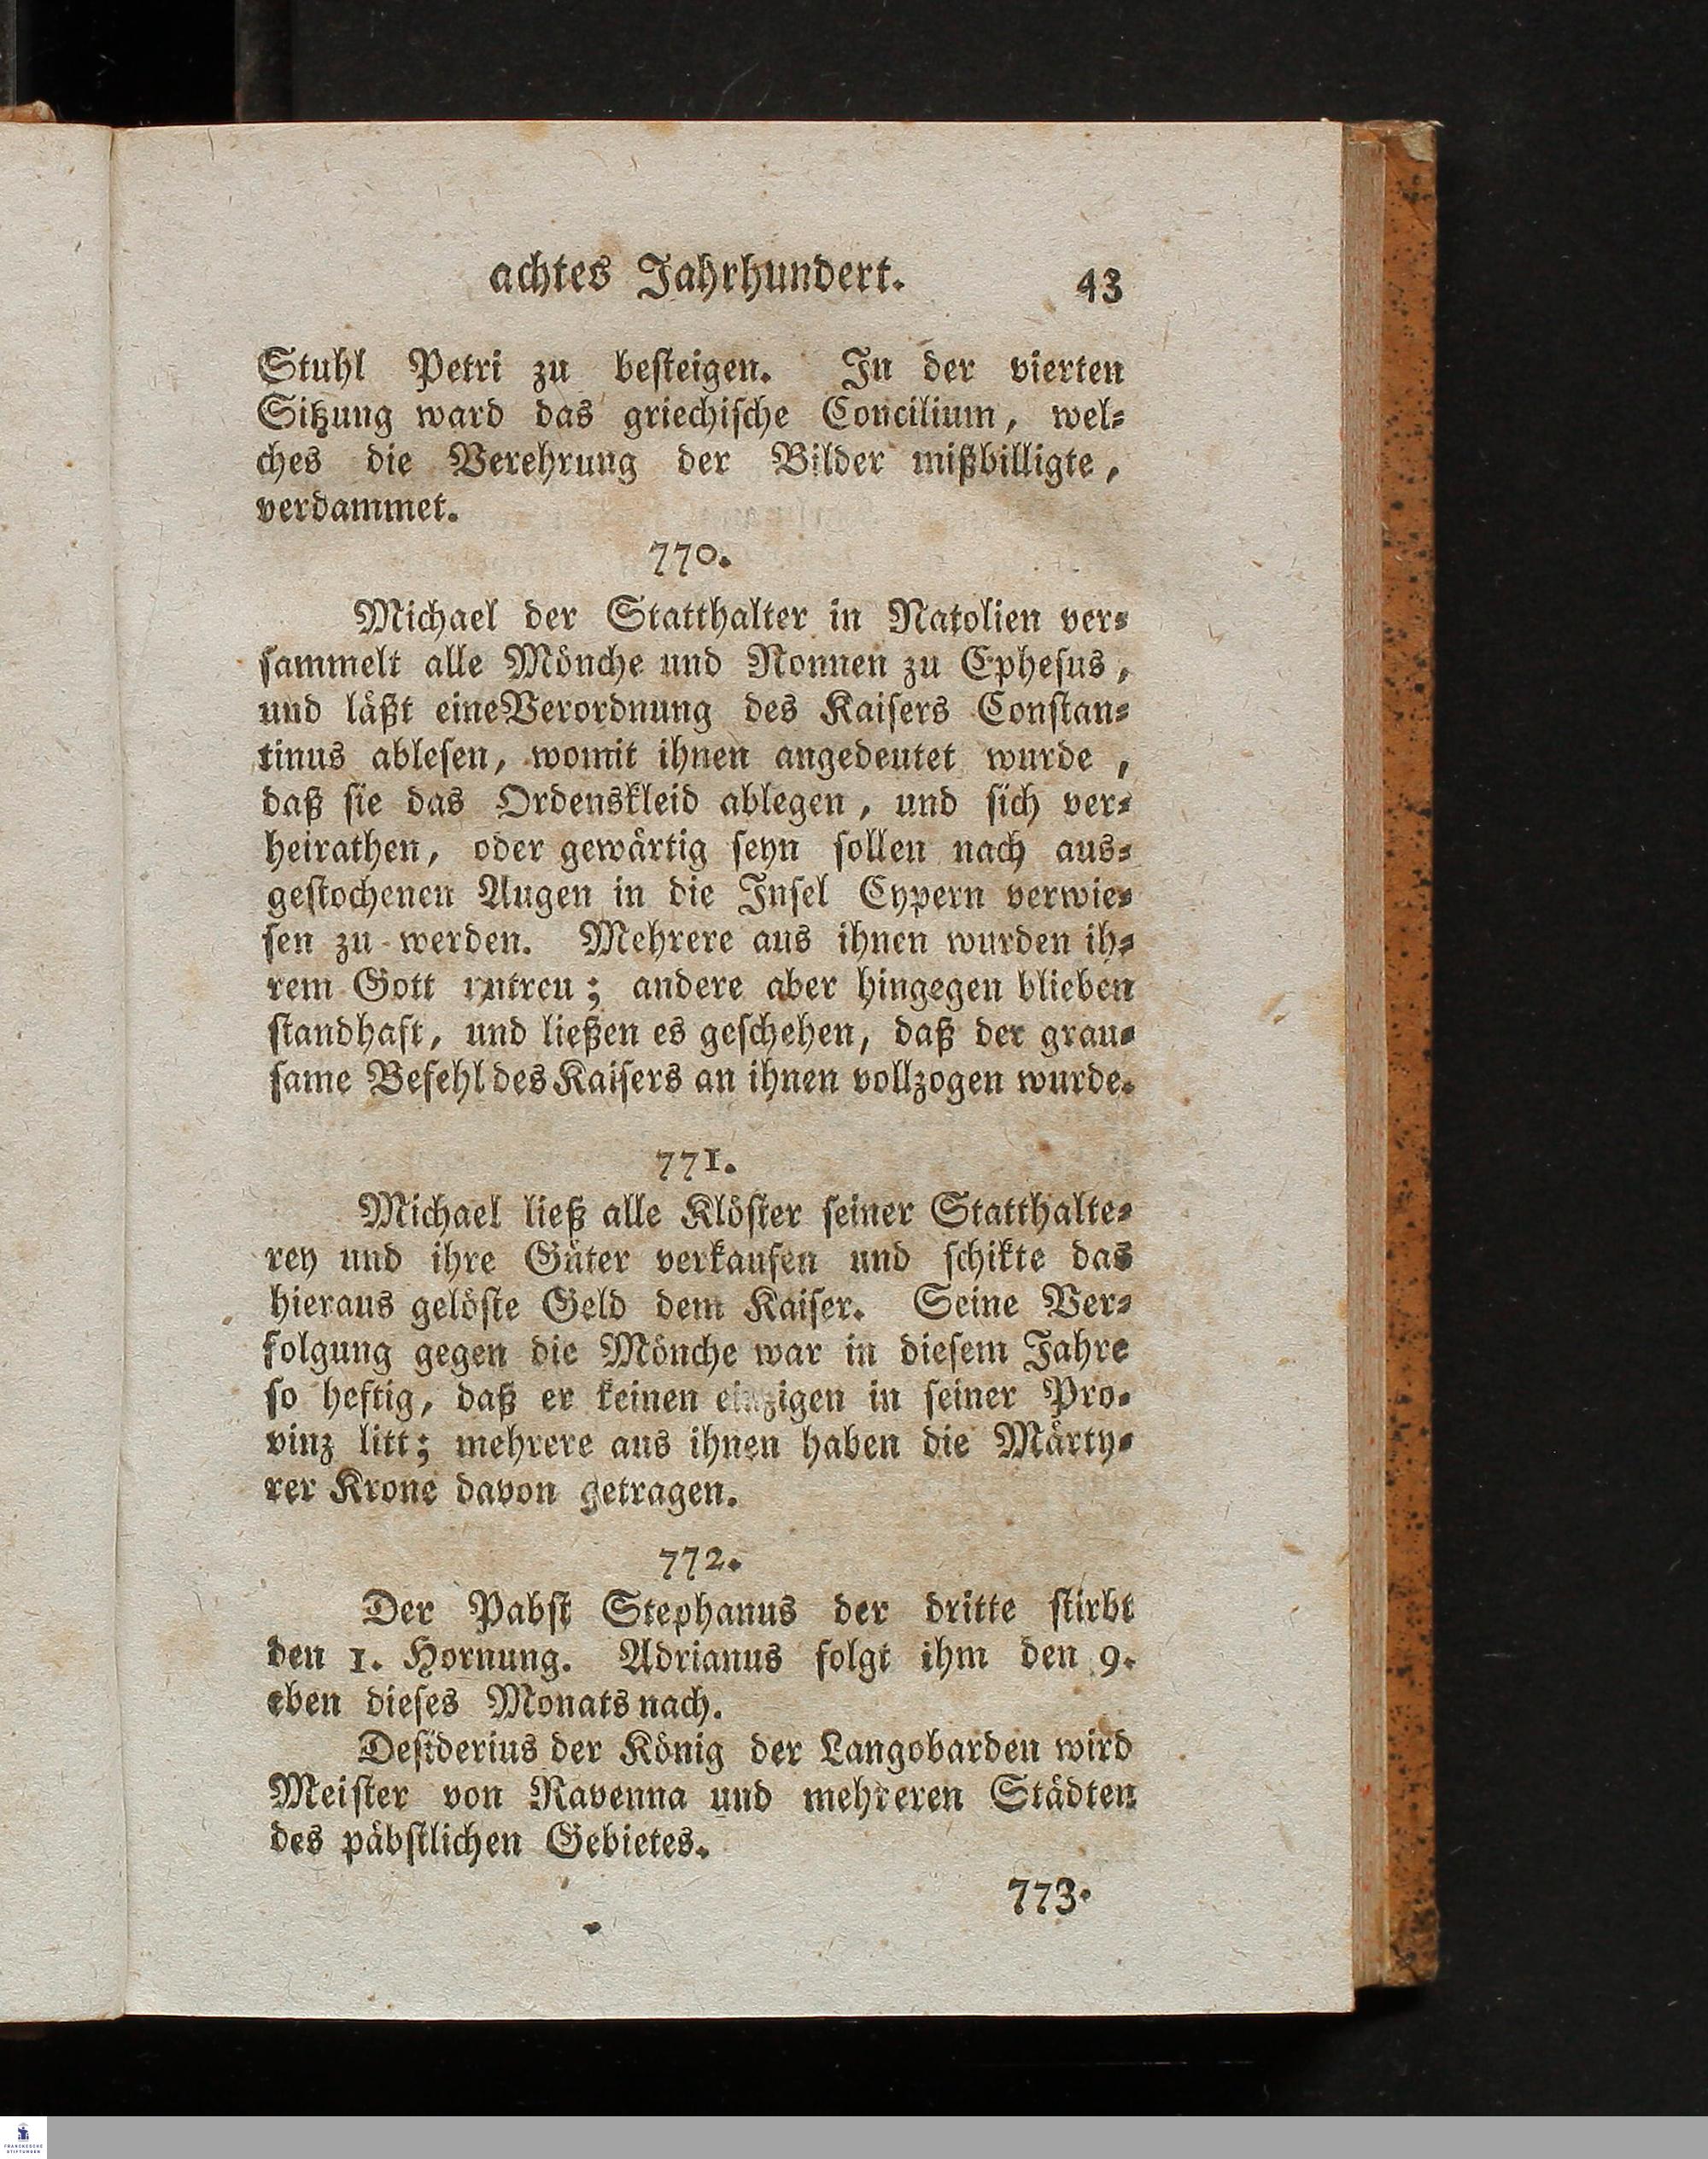 achtes Jahrhundert. 43
Stuhl Petri zu besteigen. In der vierten
Sitzung ward das griechische Concilium, wel-
ches die Verehrung der Bilder mißbilligte,
verdammet.
770.
Michael der Statthalter in Natolien ver-
sammelt alle Mönche und Nonnen zu Ephesus,
und läßt eineVerordnung des Kaisers Constan-
tinus ablesen, womit ihnen angedeutet wurde ,
daß sie das Ordenskleid ablegen, und sich ver-
heirathen, oder gewärtig seyn sollen nach aus-
gestochenen Augen in die Insel Cypern verwie-
sen zu werden. Mehrere aus ihnen wurden ih-
rem Gott untreu; andere aber hingegen blieben
standhaft, und ließen es geschehen, daß der grau-
same Befehl des Kaisers an ihnen vollzogen wurde.
771.
Michael ließ alle Klöster seiner Statthalte-
rey und ihre Güter verkaufen und schikte das
hieraus gelöste Geld dem Kaiser. Seine Ver-
folgung gegen die Mönche war in diesem Jahre
so heftig, daß er keinen einzigen in seiner Pro-
vinz litt; mehrere aus ihnen haben die Märty-
rer Krone davon getragen.
772.
Der Pabst Stephanus der dritte stirbt
den 1. Hornung. Adrianus folgt ihm den 9.
eben dieses Monats nach.
Desiderius der König der Langobarden wird
Meister von Ravenna und mehreren Städten
des päbstlichen Gebietes.
773.
FRANCKESCHE
STIFTUNGEN